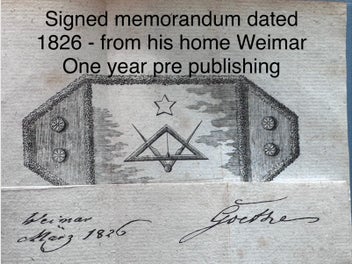 Signed memorandum dated
1826 - from his home Weimar
One year pre publishing
Weimar
März 1826
Goethe